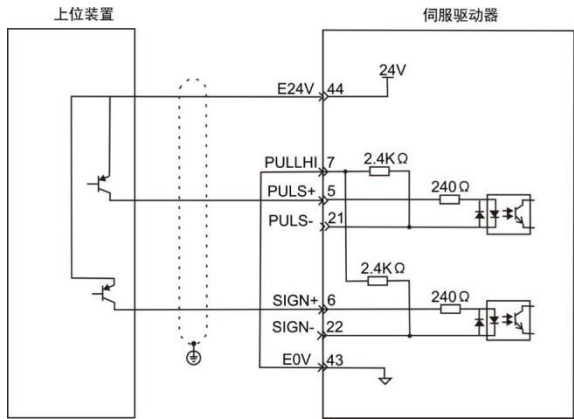 上位装置 伺服驱动器
24V
E24V 44
PULLHI 7 2.4KΩ
PULS+ 5 240Ω
PULS- 21
2.4KΩ
SIGN+ 6 240Ω
SIGN- 22
E0V 43